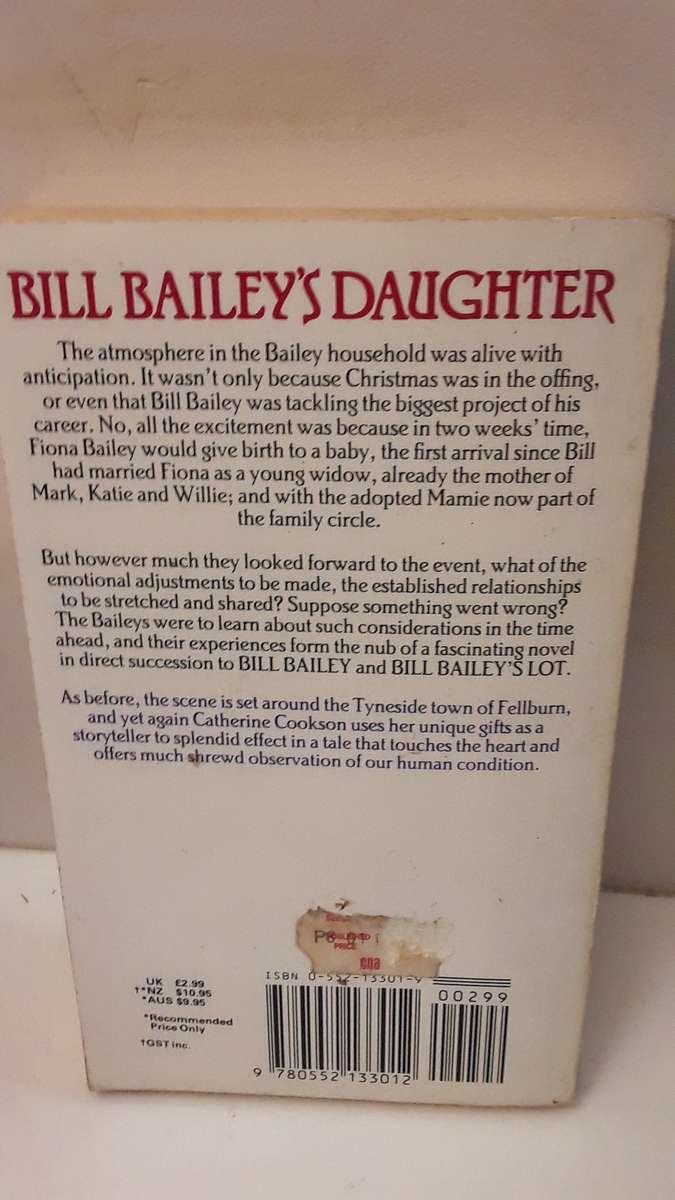 BILL BAILEY'S DAUGHTER
The atmosphere in the Bailey household was alive with
anticipation. It wasn't only because Christmas was in the offing,
or even that Bill Bailey was tackling the biggest project of his
career. No, all the excitement was because in two weeks' time,
Fiona Bailey would give birth to a baby, the first arrival since Bill
had married Fiona as a young widow, already the mother of
Mark, Katie and Willie; and with the adopted Mamie now part of
the family circle.
But however much they looked forward to the event, what of the
emotional adjustments to be made, the established relationships
to be stretched and shared? Suppose something went wrong?
The Baileys were to learn about such considerations in the time
ahead, and their experiences form the nub of a fascinating novel
in direct succession to BILL BAILEY and BILL BAILEY'S LOT.
As before, the scene is set around the Tyneside town of Fellburn,
and yet again Catherine Cookson uses her unique gifts as a
storyteller to splendid effect in a tale that touches the heart and
offers much shrewd observation of our human condition.
PRICE
cna
ISBN 0-552-13301-9
UK £2.99
†*NZ $10.95
*AUS $9.95
*Recommended
Price Only
†GST inc.
00299
9 780552 133012